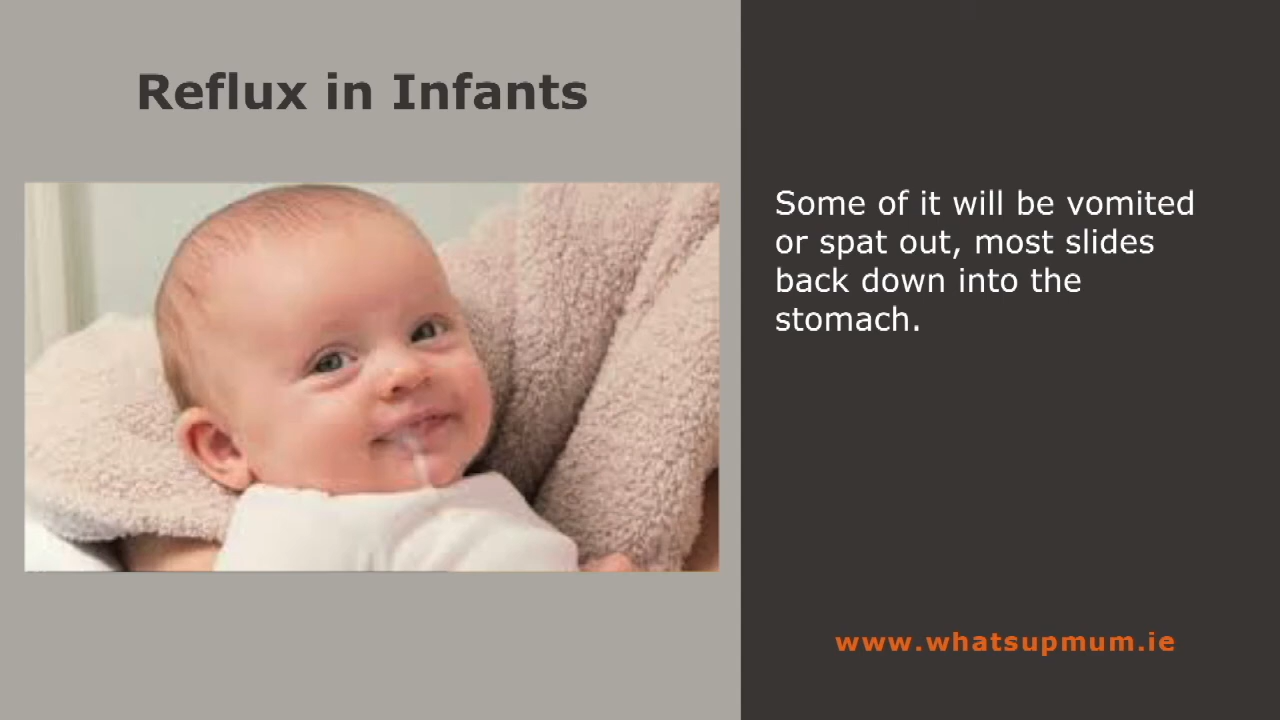 Reflux in Infants
Some of it will be vomited
or spat out, most slides
back down into the
stomach.
www.whatsupmum.ie